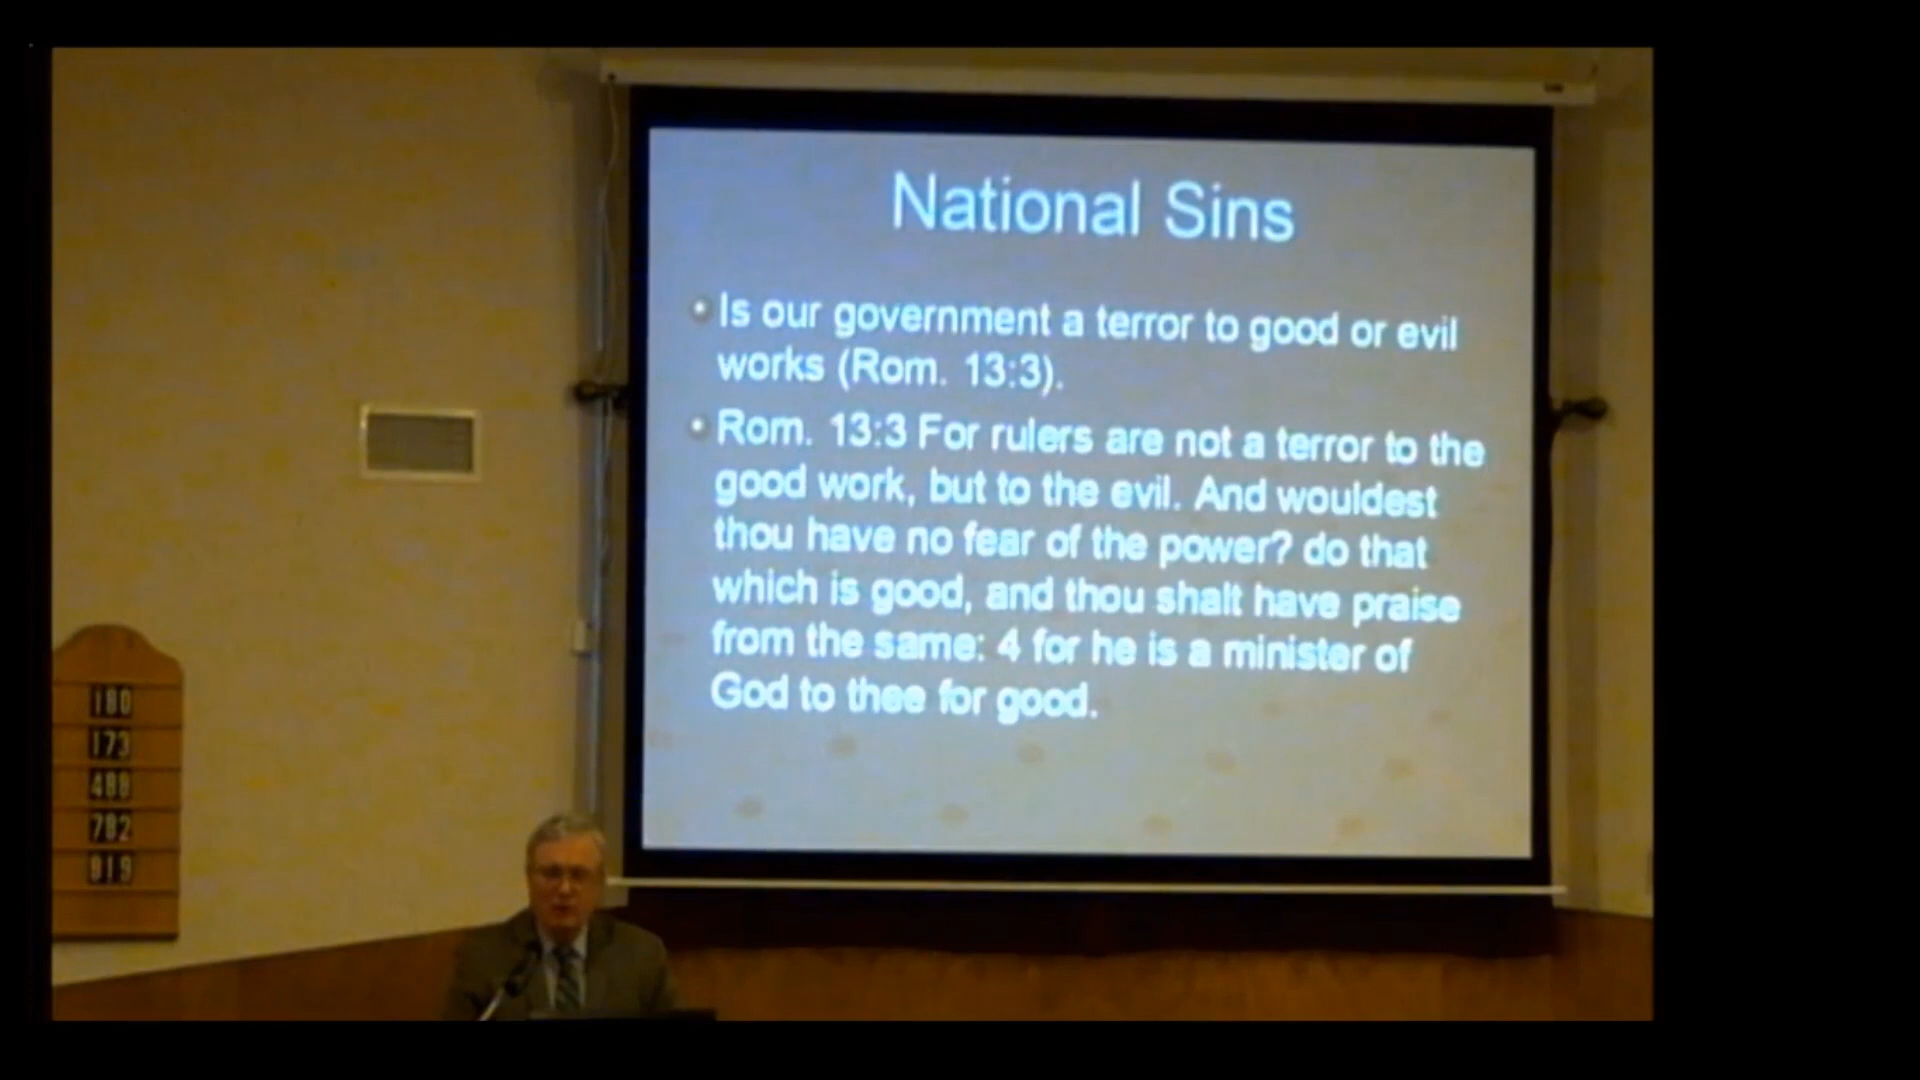 National Sins
Is our government a terror to good or evil
works (Rom. 13:3).
Rom. 13:3 For rulers are not a terror to the
good work, but to the evil. And wouldest
thou have no fear of the power? do that
which is good, and thou shalt have praise
from the same: 4 for he is a minister of
God to thee for good.
180
173
488
782
919